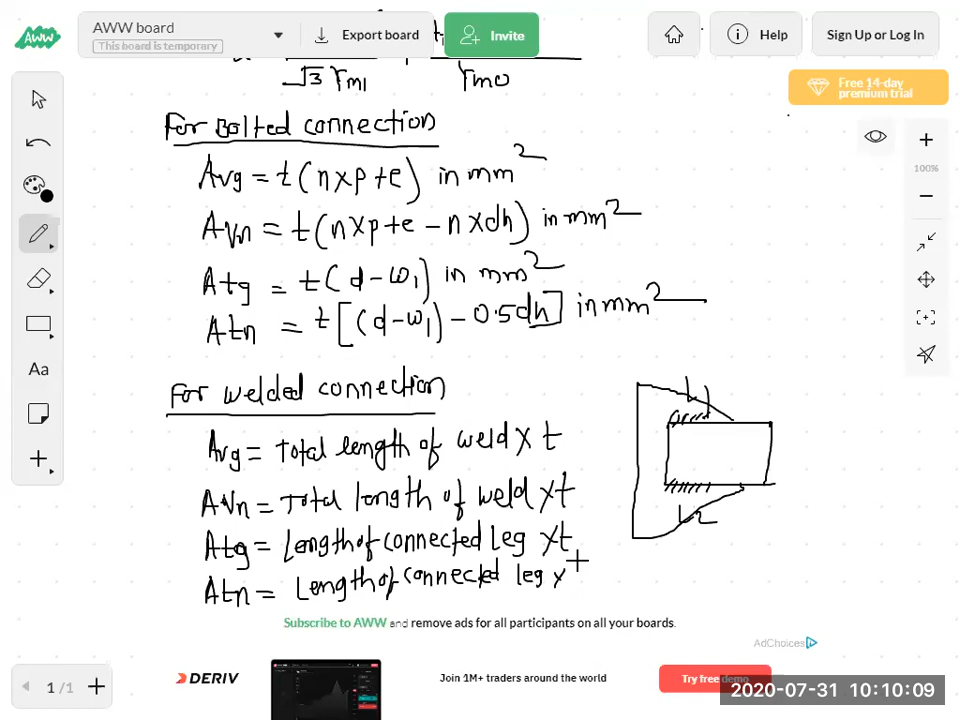 AWW
AWW board
This board is temporary
Export board
Invite
Help
Sign Up or Log In
Free 14-day premium trial
√3 γm1 γmo
For Bolted connection
Avg = t(n×p+e) in mm²
Avn = t(n×p+e - n×dh) in mm²
Atg = t(d-w1) in mm²
Atn = t[(d-w1) - 0.5dh] in mm²
100%
For welded connection
Avg = Total length of weld × t
Avn = Total length of weld × t
Atg = Length of connected Leg × t
Atn = Length of connected leg × t
L1
L2
Aa
Subscribe to AWW and remove ads for all participants on all your boards.
AdChoices
1 /1
DERIV
Join 1M+ traders around the world
Try free demo
2020-07-31 10:10:09